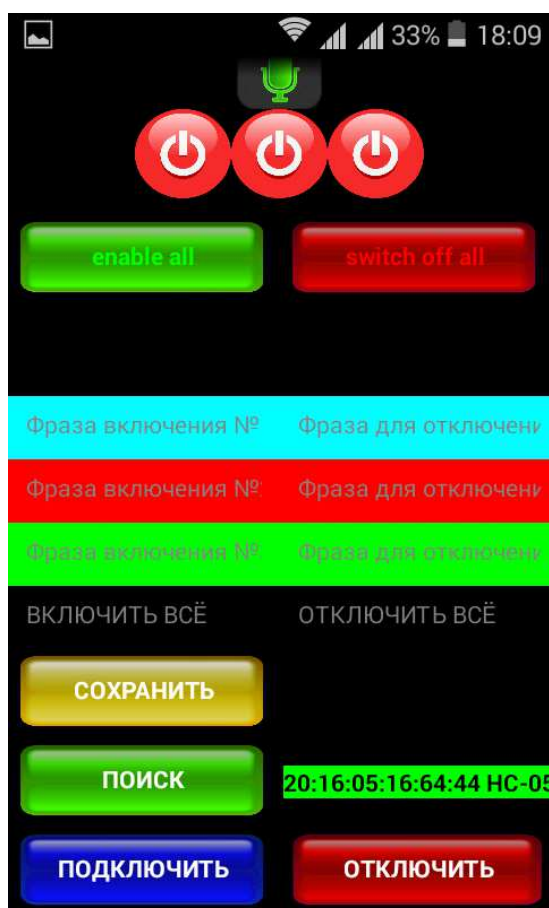 33% 18:09
enable all switch off all
Фраза включения № Фраза для отключени
Фраза включения № Фраза для отключени
Фраза включения № Фраза для отключени
ВКЛЮЧИТЬ ВСЁ ОТКЛЮЧИТЬ ВСЁ
СОХРАНИТЬ
ПОИСК 20:16:05:16:64:44 HC-05
ПОДКЛЮЧИТЬ ОТКЛЮЧИТЬ